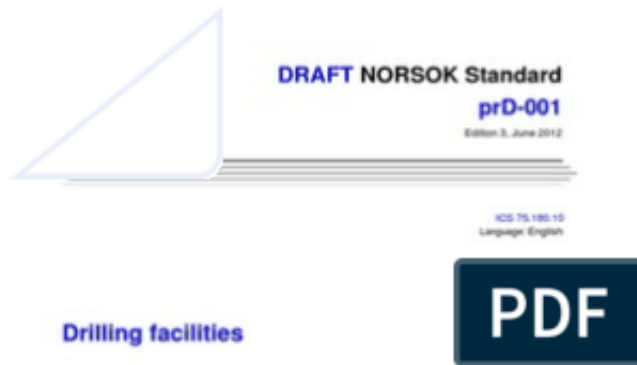 DRAFT NORSOK Standard
prD-001
Edition 3, June 2012
ICS 75.180.10
Language: English
PDF
Drilling facilities